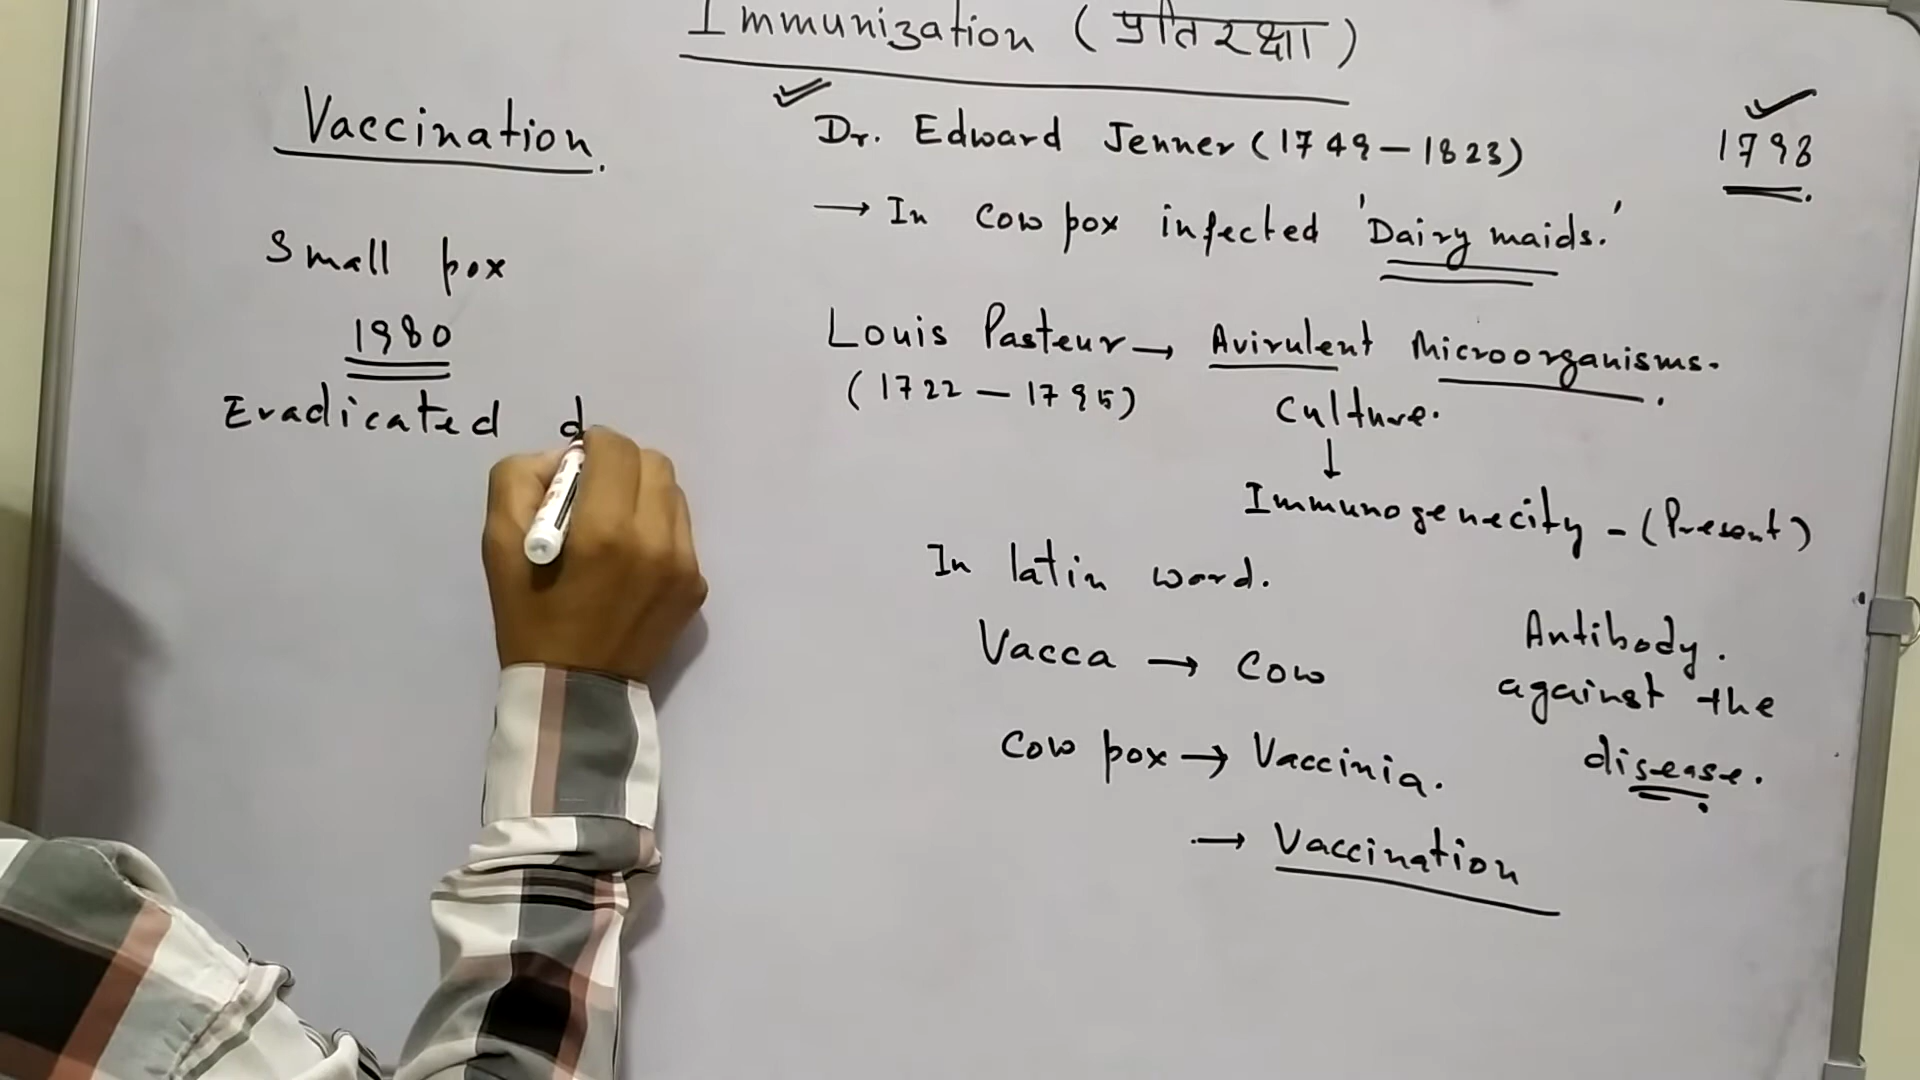 Immunization (प्रतिरक्षा)
Vaccination.
Small pox
1980
Eradicated d
Dr. Edward Jenner (1749-1823)
1798
→ In Cow pox infected 'Dairy maids.'
Louis Pasteur → Avirulent Microorganisms.
(1722-1795)
Culture.
↓
Immunogenecity - (Present)
In latin word.
Vacca → Cow
Cow pox → Vaccinia.
→ Vaccination
Antibody.
against the
disease.